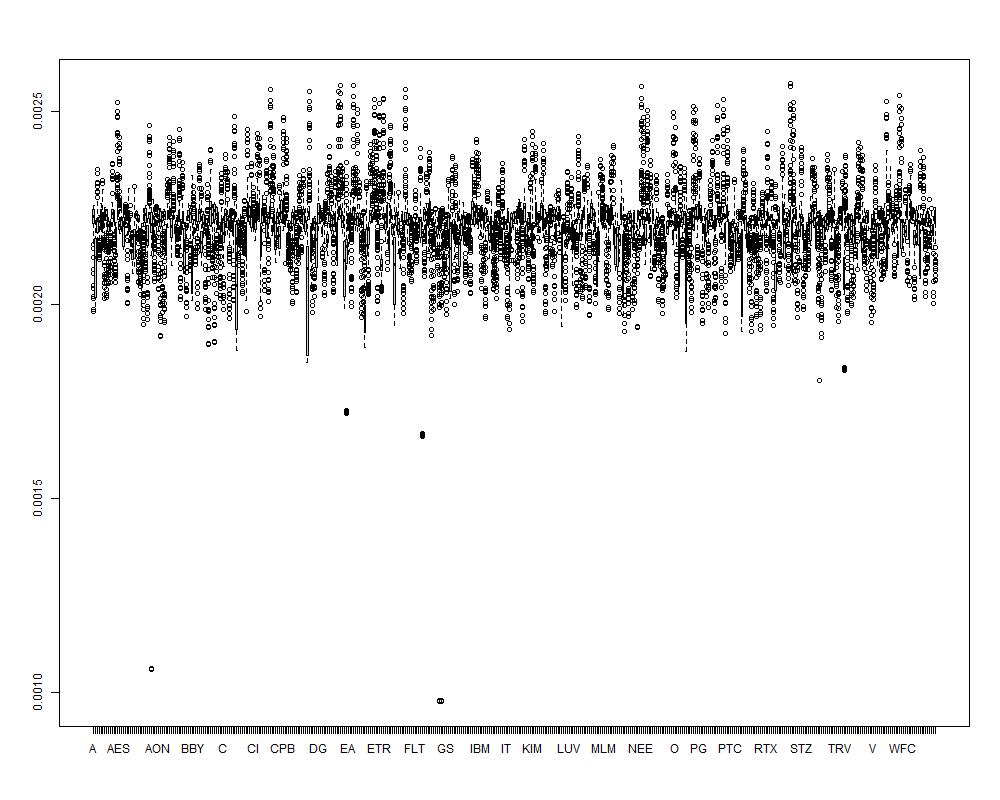 0.0025
0.0020
0.0015
0.0010
A AES AON BBY C CI CPB DG EA ETR FLT GS IBM IT KIM LUV MLM NEE O PG PTC RTX STZ TRV V WFC